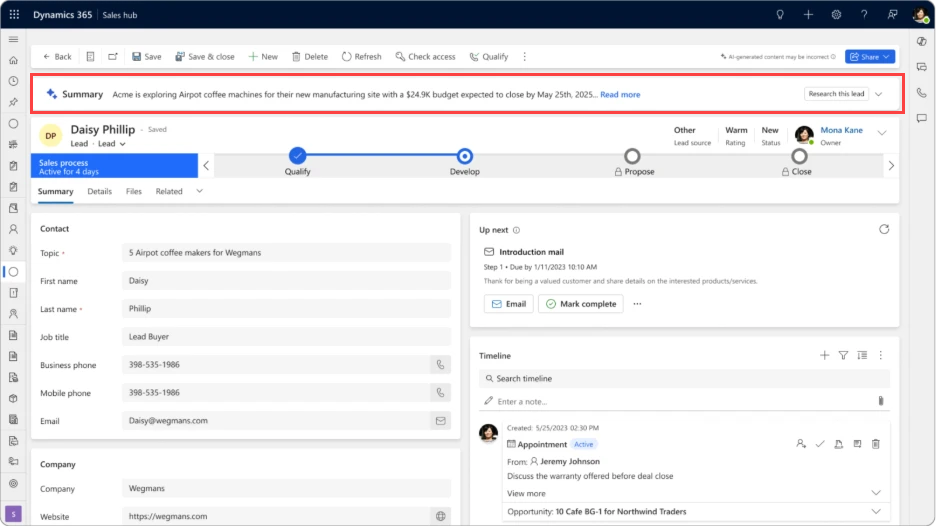 Dynamics 365 Sales hub
Back Save Save & close New Delete Refresh Check access Qualify AI-generated content may be incorrect Share
Summary Acme is exploring Airpot coffee machines for their new manufacturing site with a $24.9K budget expected to close by May 25th, 2025... Read more Research this lead
DP
Daisy Phillip - Saved
Lead · Lead
Other
Lead source
Warm
Rating
New
Status
Mona Kane
Owner
Sales process
Active for 4 days
Qualify
Develop
Propose
Close
Summary Details Files Related
Contact
Topic * 5 Airpot coffee makers for Wegmans
First name Daisy
Last name * Phillip
Job title Lead Buyer
Business phone 398-535-1986
Mobile phone 398-535-1986
Email Daisy@wegmans.com
Company
Company Wegmans
Website https://wegmans.com
S
Up next
Introduction mail
Step 1 • Due by 1/11/2023 10:10 AM
Thank for being a valued customer and share details on the interested products/services.
Email Mark complete
Timeline
Search timeline
Enter a note...
Created: 5/25/2023 02:30 PM
Appointment Active
From: Jeremy Johnson
Discuss the warranty offered before deal close
View more
Opportunity: 10 Cafe BG-1 for Northwind Traders